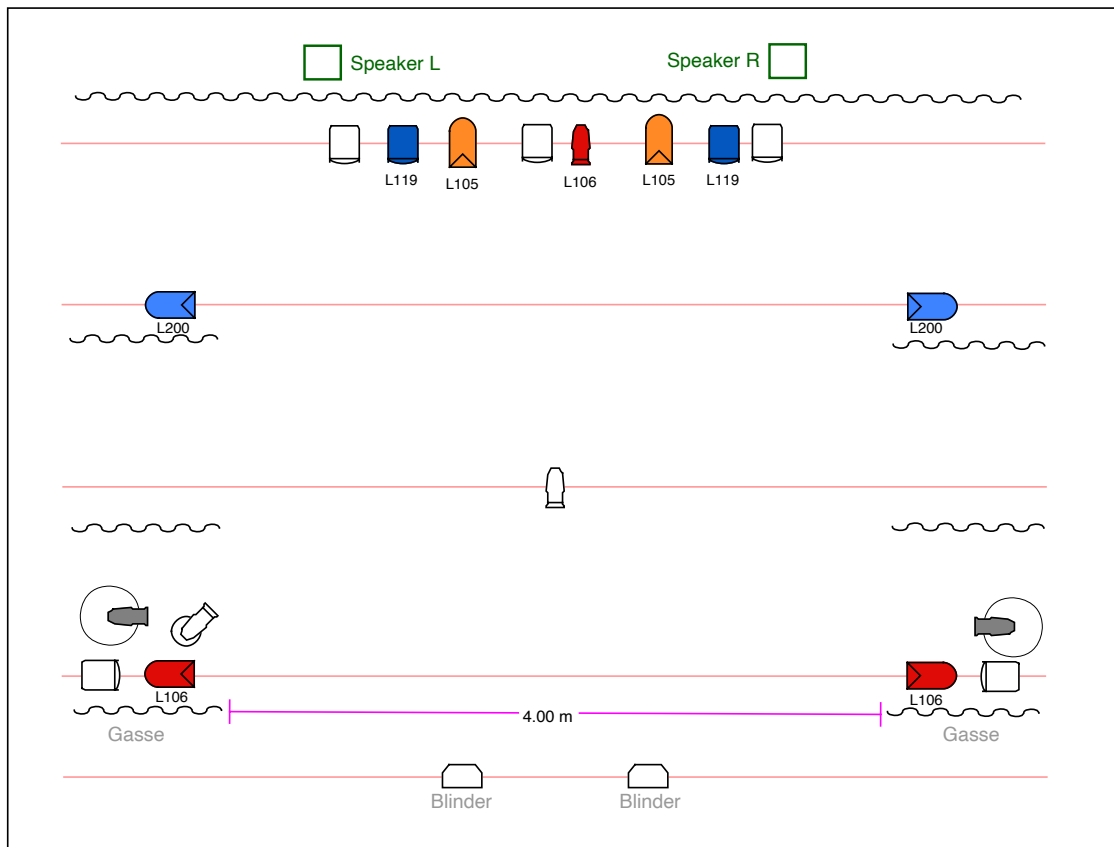 Speaker L
Speaker R
L119
L105
L106
L105
L119
L200
L200
L106
L106
4.00 m
Gasse
Gasse
Blinder
Blinder